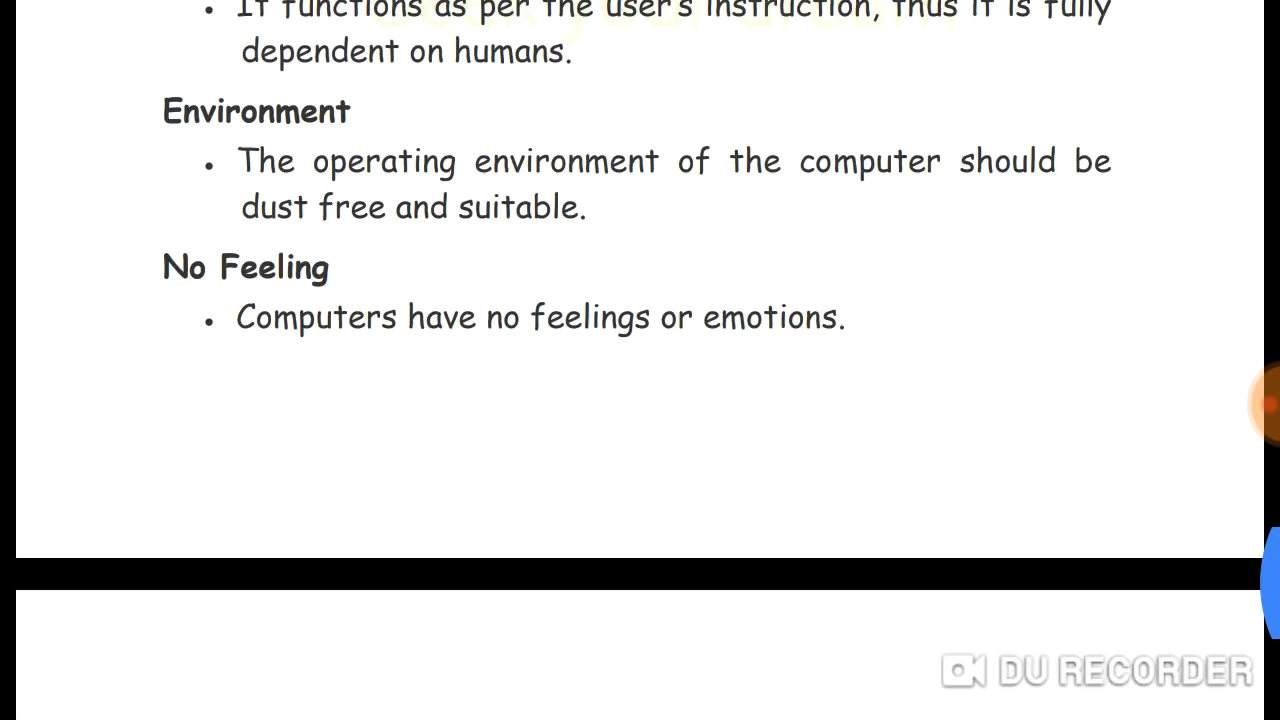 • It functions as per the user's instruction, thus it is fully
dependent on humans.
Environment
• The operating environment of the computer should be
dust free and suitable.
No Feeling
• Computers have no feelings or emotions.
DU RECORDER